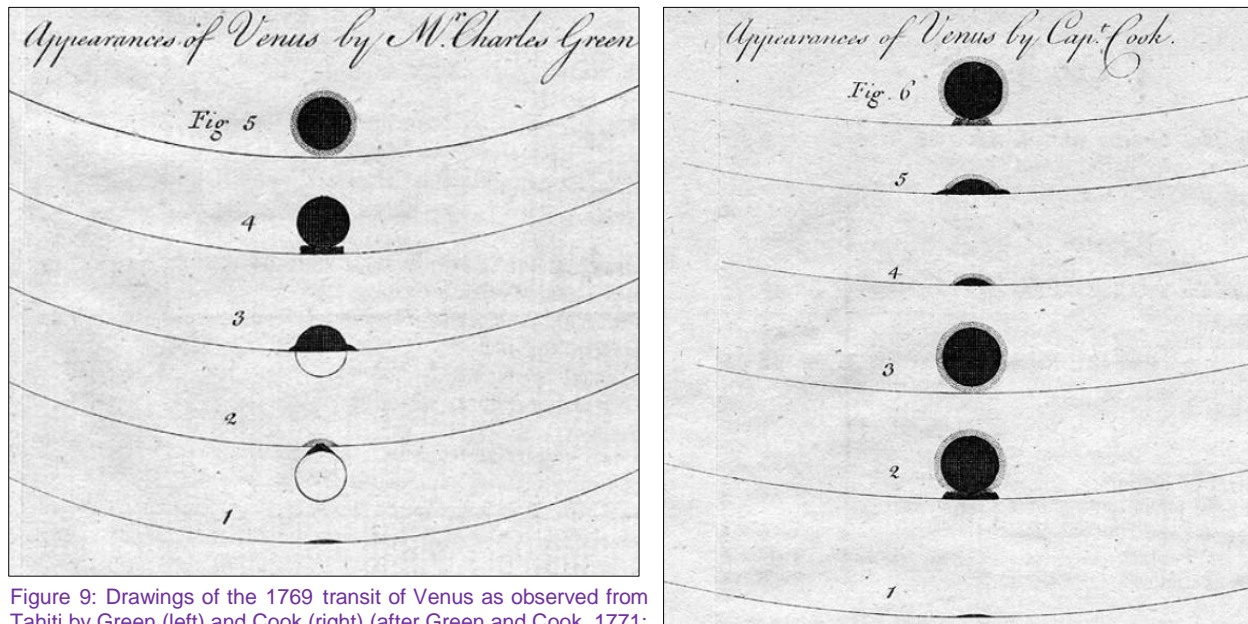 Appearances of Venus by Mr. Charles Green
Fig 5
4
3
2
1
Appearances of Venus by Capt. Cook.
Fig. 6
5
4
3
2
1
Figure 9: Drawings of the 1769 transit of Venus as observed from
Tahiti by Green (left) and Cook (right) (after Green and Cook, 1771: